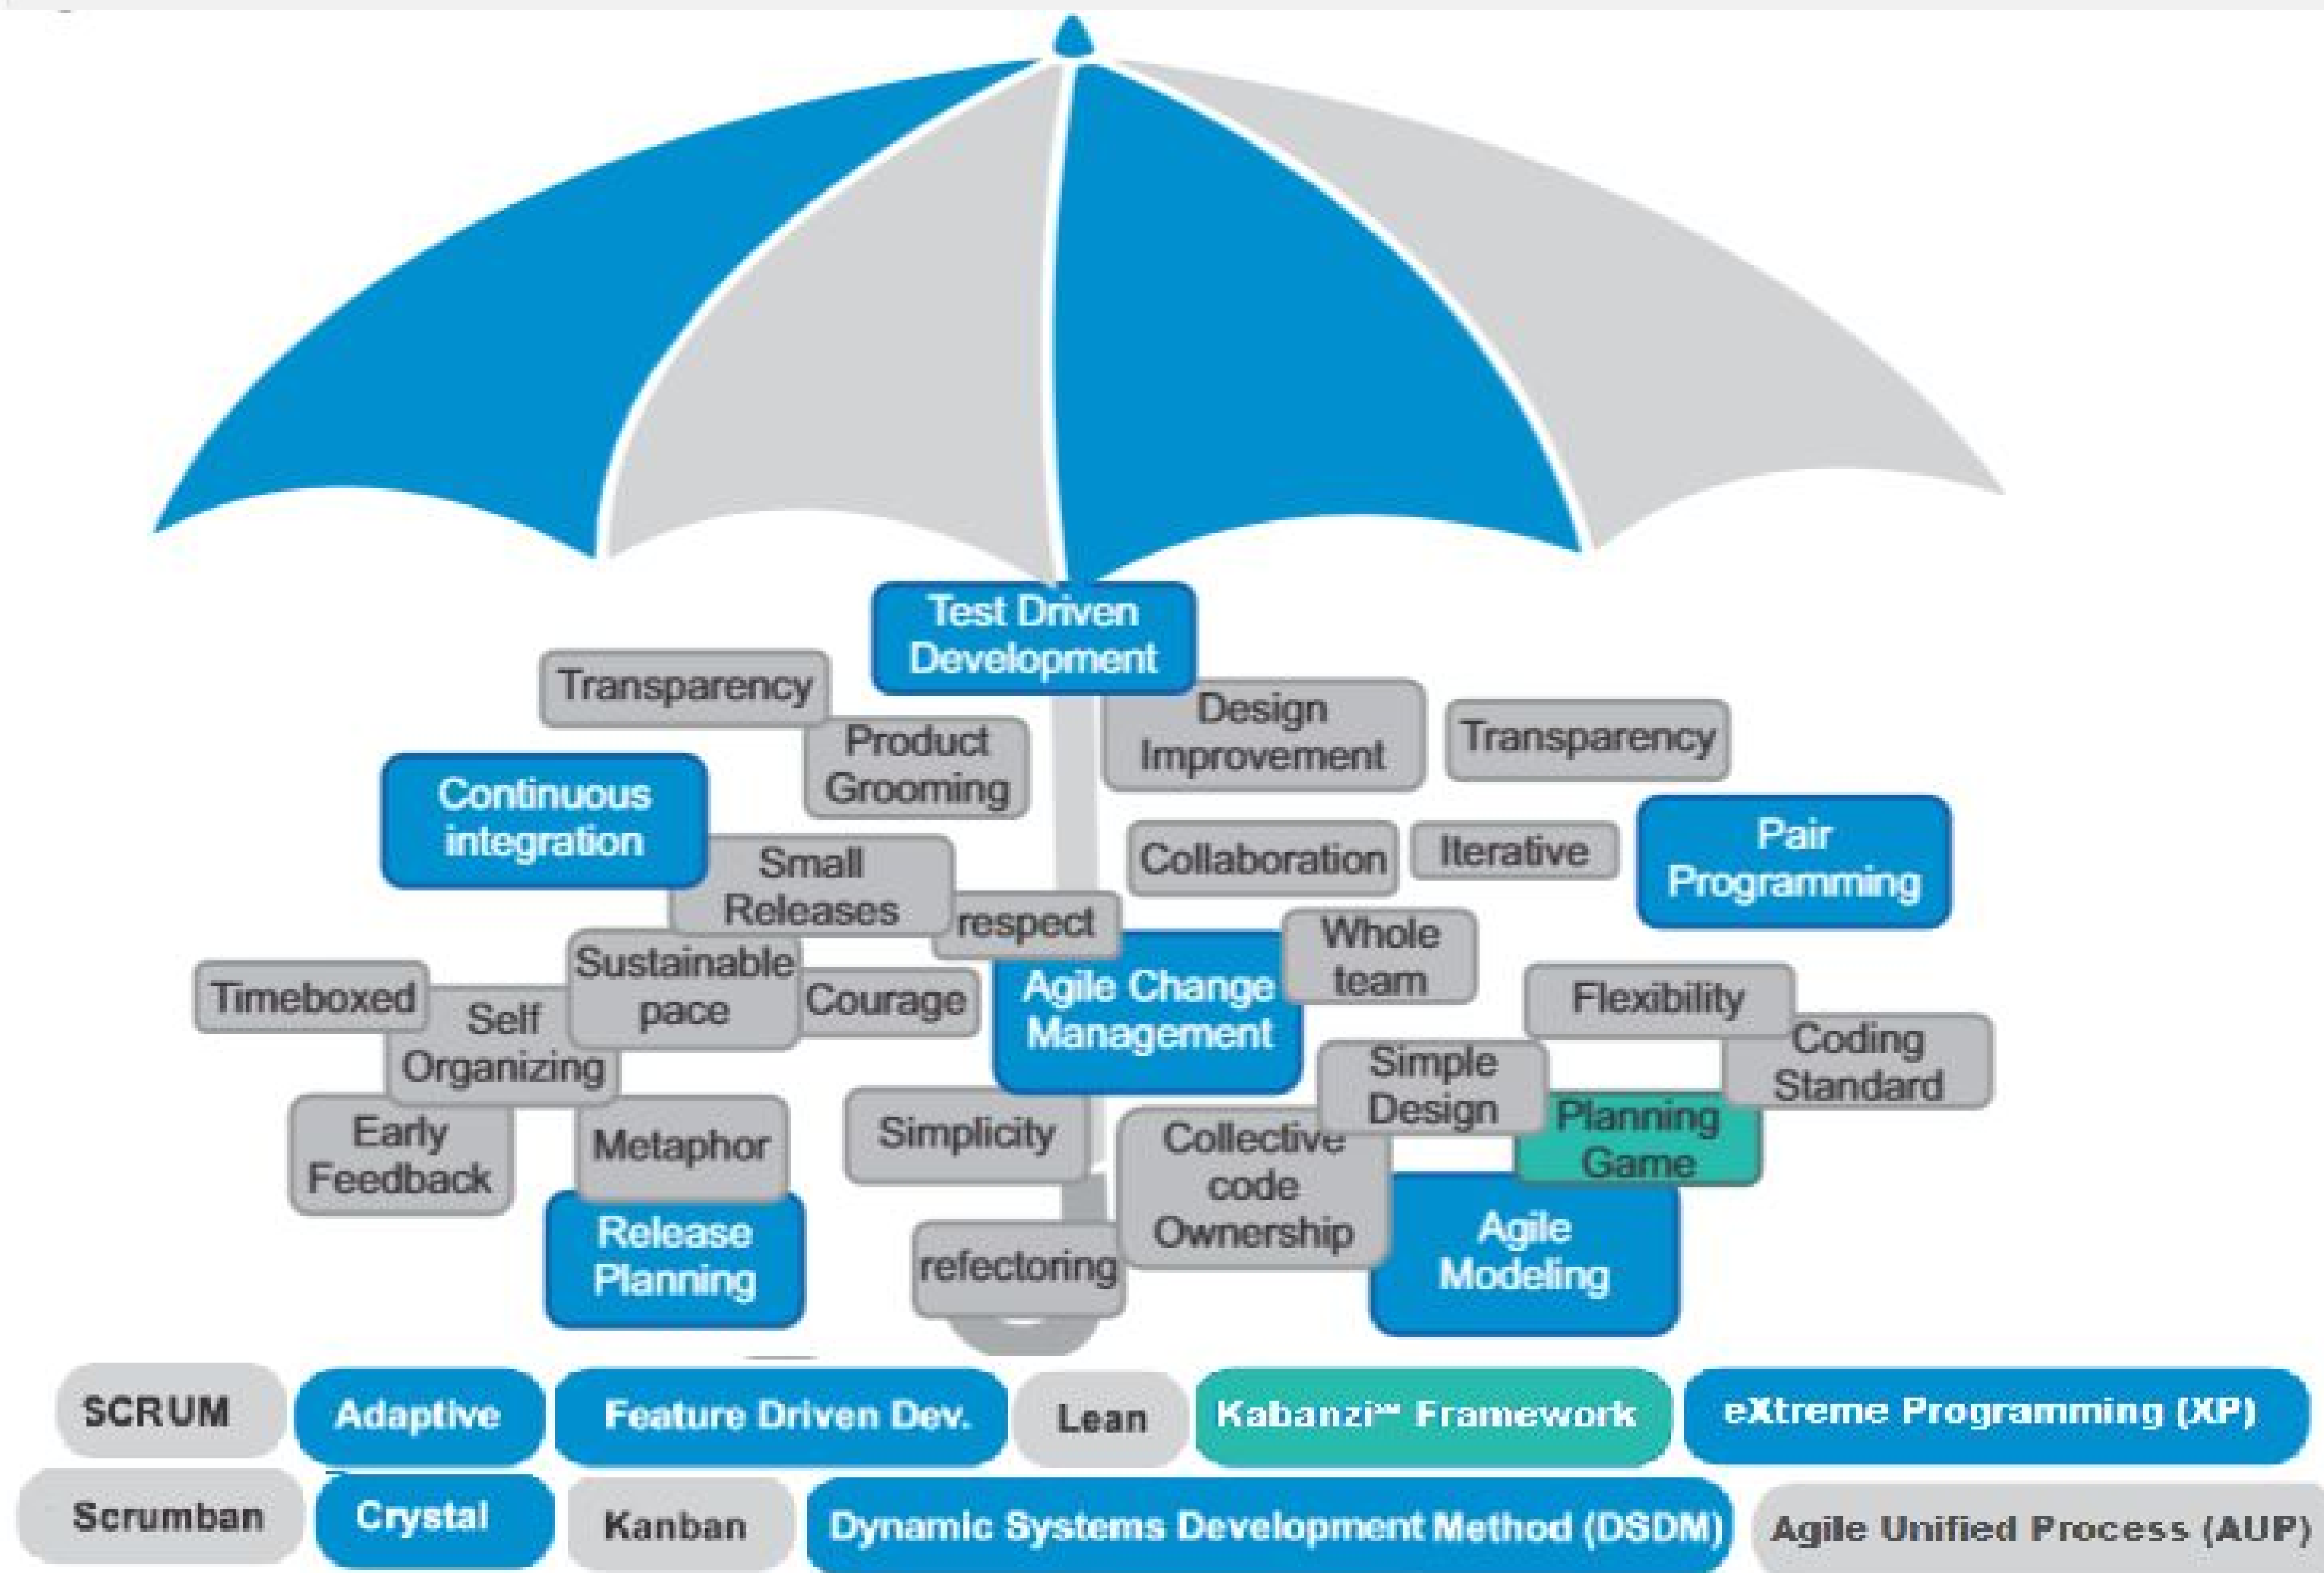 Test Driven
Development
Transparency
Product
Grooming
Design
Improvement
Transparency
Continuous
integration
Small
Releases
Collaboration
Iterative
Pair
Programming
respect
Whole
team
Timeboxed
Self
Organizing
Sustainable
pace
Courage
Agile Change
Management
Flexibility
Coding
Standard
Simple
Design
Planning
Game
Early
Feedback
Metaphor
Simplicity
Collective
code
Ownership
Release
Planning
refectoring
Agile
Modeling
SCRUM
Adaptive
Feature Driven Dev.
Lean
Kabanzi℠ Framework
eXtreme Programming (XP)
Scrumban
Crystal
Kanban
Dynamic Systems Development Method (DSDM)
Agile Unified Process (AUP)